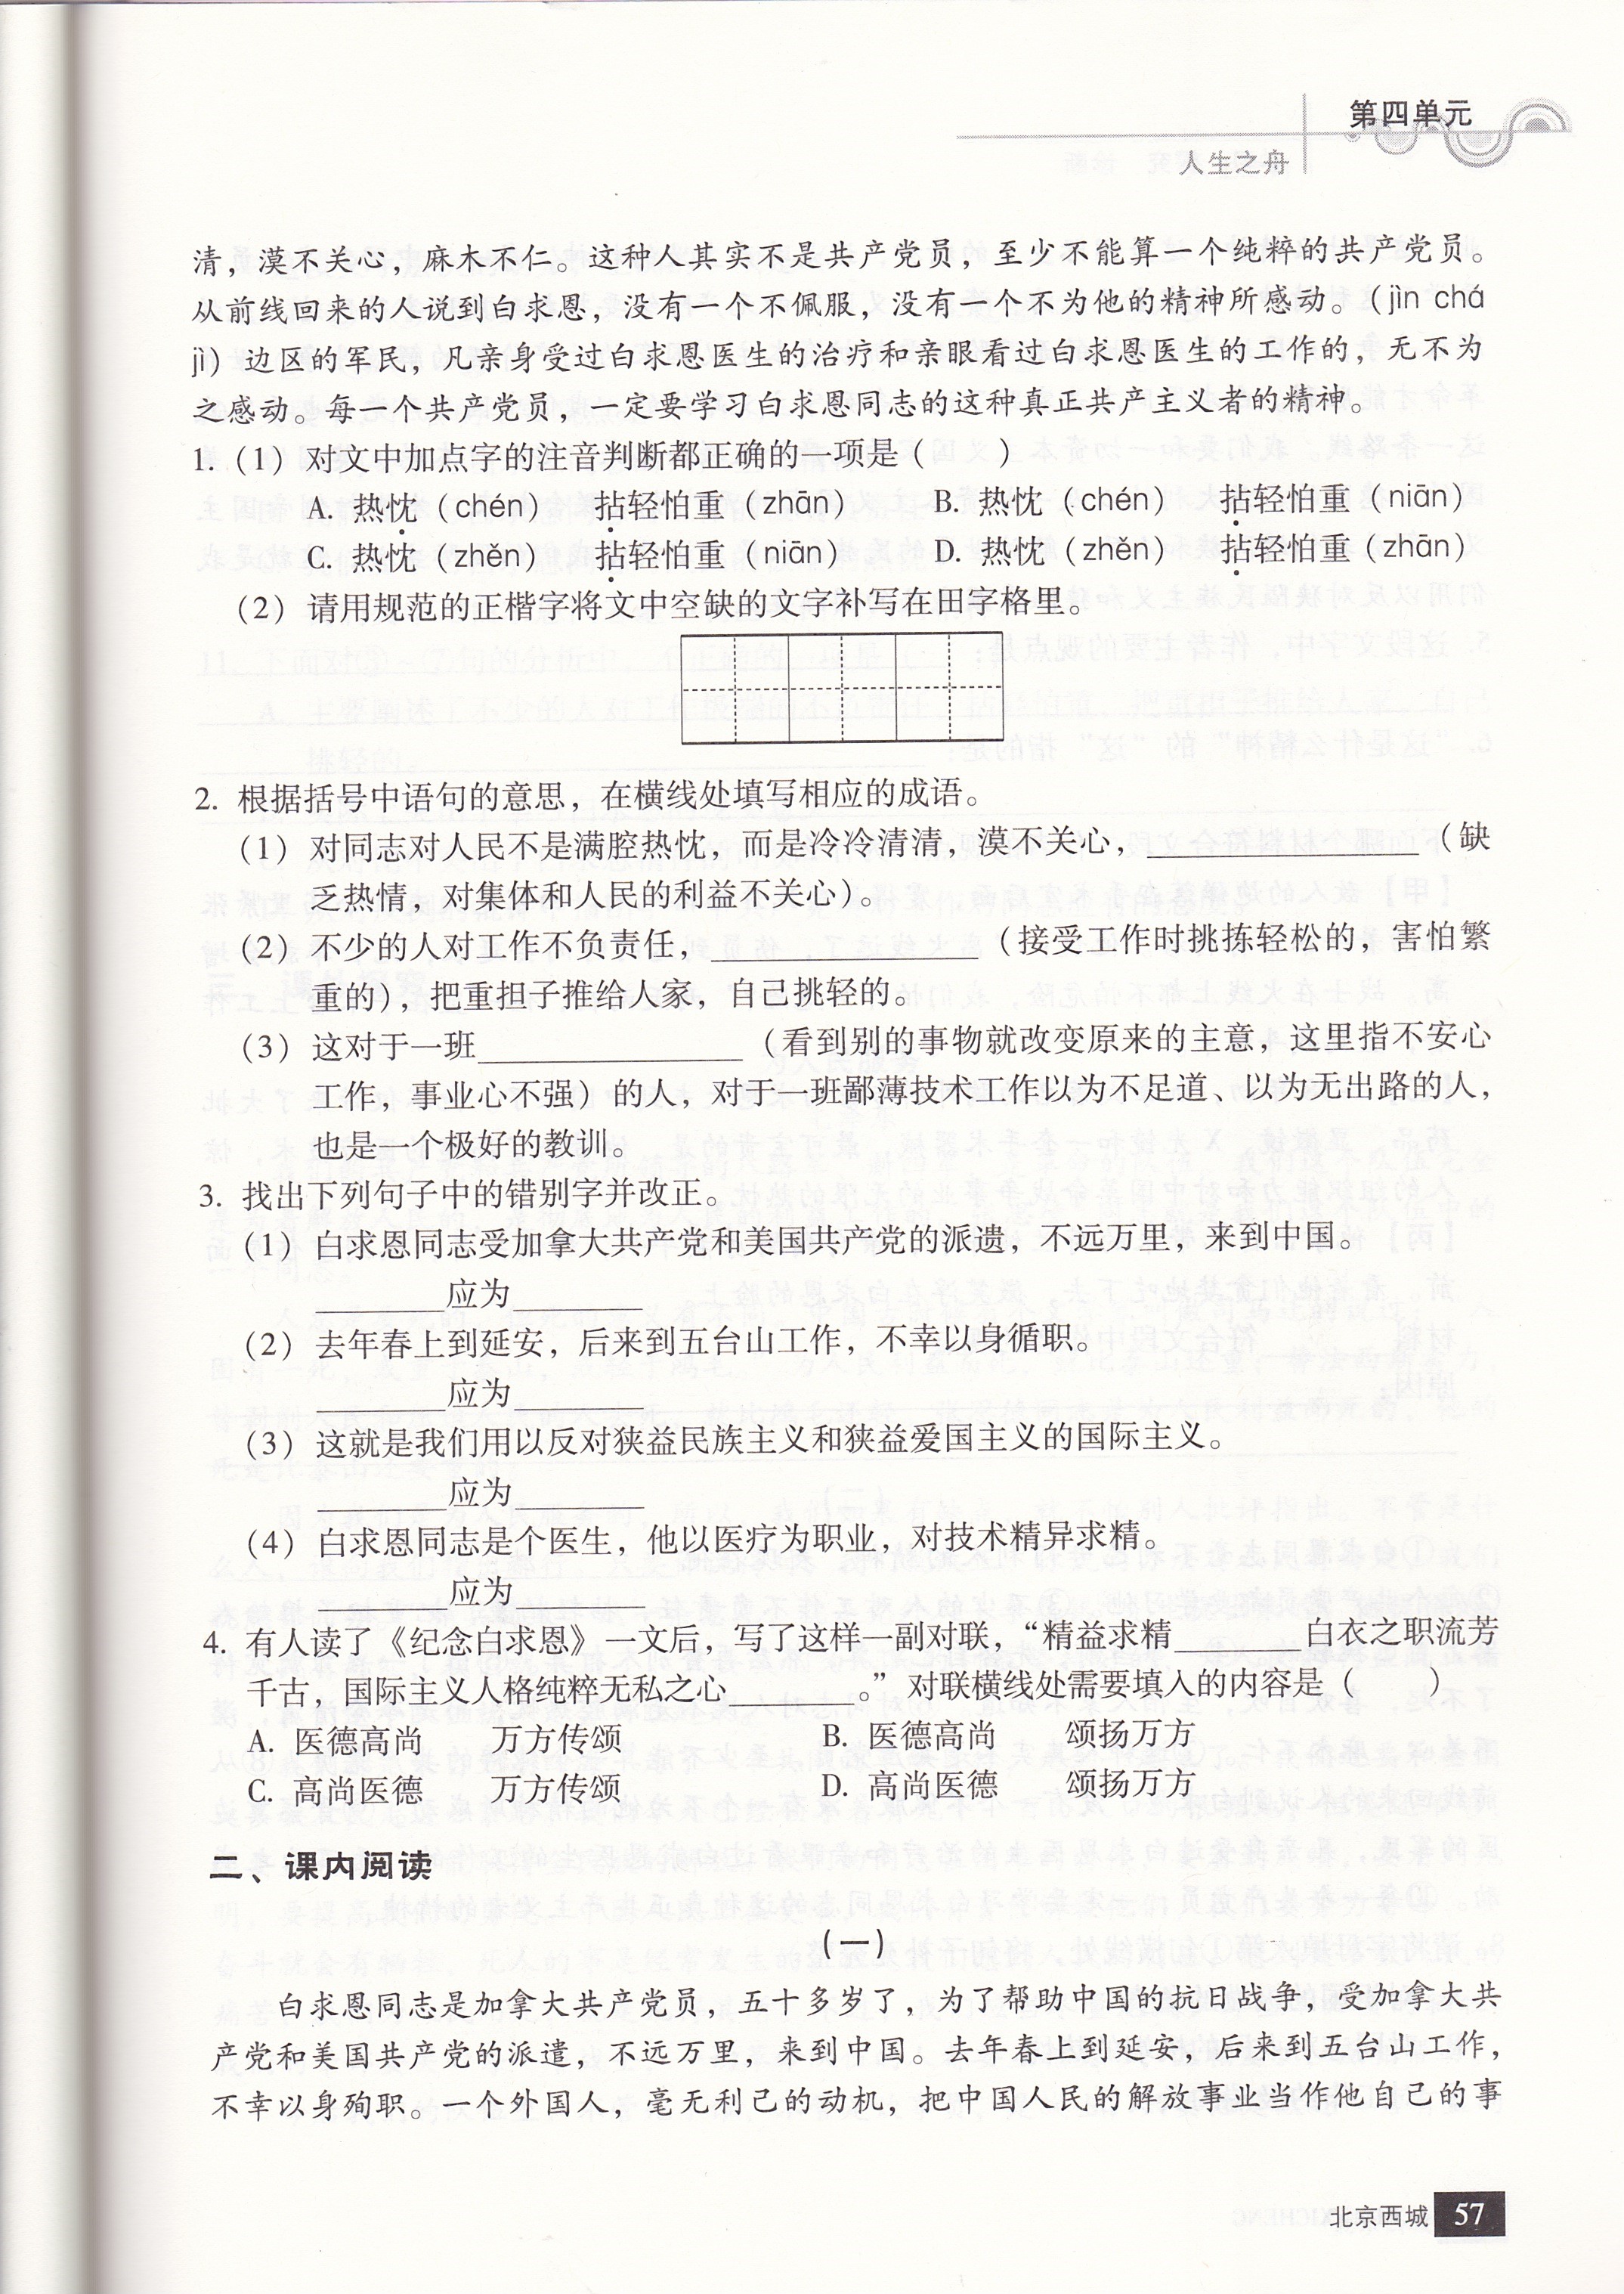 第四单元
人生之舟
清，漠不关心，麻木不仁。这种人其实不是共产党员，至少不能算一个纯粹的共产党员。
从前线回来的人说到白求恩，没有一个不佩服，没有一个不为他的精神所感动。（jìn chá
jì）边区的军民，凡亲身受过白求恩医生的治疗和亲眼看过白求恩医生的工作的，无不为
之感动。每一个共产党员，一定要学习白求恩同志的这种真正共产主义者的精神。
1.（1）对文中加点字的注音判断都正确的一项是（　　）
A. 热忱（chén）　拈轻怕重（zhān）　B. 热忱（chén）　拈轻怕重（niān）
C. 热忱（zhěn）　拈轻怕重（niān）　D. 热忱（zhěn）　拈轻怕重（zhān）
（2）请用规范的正楷字将文中空缺的文字补写在田字格里。
2. 根据括号中语句的意思，在横线处填写相应的成语。
（1）对同志对人民不是满腔热忱，而是冷冷清清，漠不关心，________（缺
乏热情，对集体和人民的利益不关心）。
（2）不少的人对工作不负责任，________（接受工作时挑拣轻松的，害怕繁
重的），把重担子推给人家，自己挑轻的。
（3）这对于一班________（看到别的事物就改变原来的主意，这里指不安心
工作，事业心不强）的人，对于一班鄙薄技术工作以为不足道、以为无出路的人，
也是一个极好的教训。
3. 找出下列句子中的错别字并改正。
（1）白求恩同志受加拿大共产党和美国共产党的派遗，不远万里，来到中国。
____应为____
（2）去年春上到延安，后来到五台山工作，不幸以身循职。
____应为____
（3）这就是我们用以反对狭益民族主义和狭益爱国主义的国际主义。
____应为____
（4）白求恩同志是个医生，他以医疗为职业，对技术精异求精。
____应为____
4. 有人读了《纪念白求恩》一文后，写了这样一副对联，“精益求精____白衣之职流芳
千古，国际主义人格纯粹无私之心____。”对联横线处需要填入的内容是（　　）
A. 医德高尚　万方传颂　B. 医德高尚　颂扬万方
C. 高尚医德　万方传颂　D. 高尚医德　颂扬万方
二、课内阅读
（一）
白求恩同志是加拿大共产党员，五十多岁了，为了帮助中国的抗日战争，受加拿大共
产党和美国共产党的派遣，不远万里，来到中国。去年春上到延安，后来到五台山工作，
不幸以身殉职。一个外国人，毫无利己的动机，把中国人民的解放事业当作他自己的事
北京西城 57